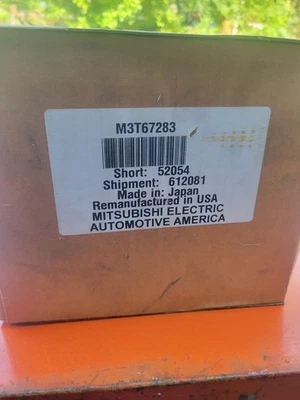 M3T67283
Short: 52054
Shipment: 612081
Made in: Japan
Remanufactured in USA
MITSUBISHI ELECTRIC
AUTOMOTIVE AMERICA